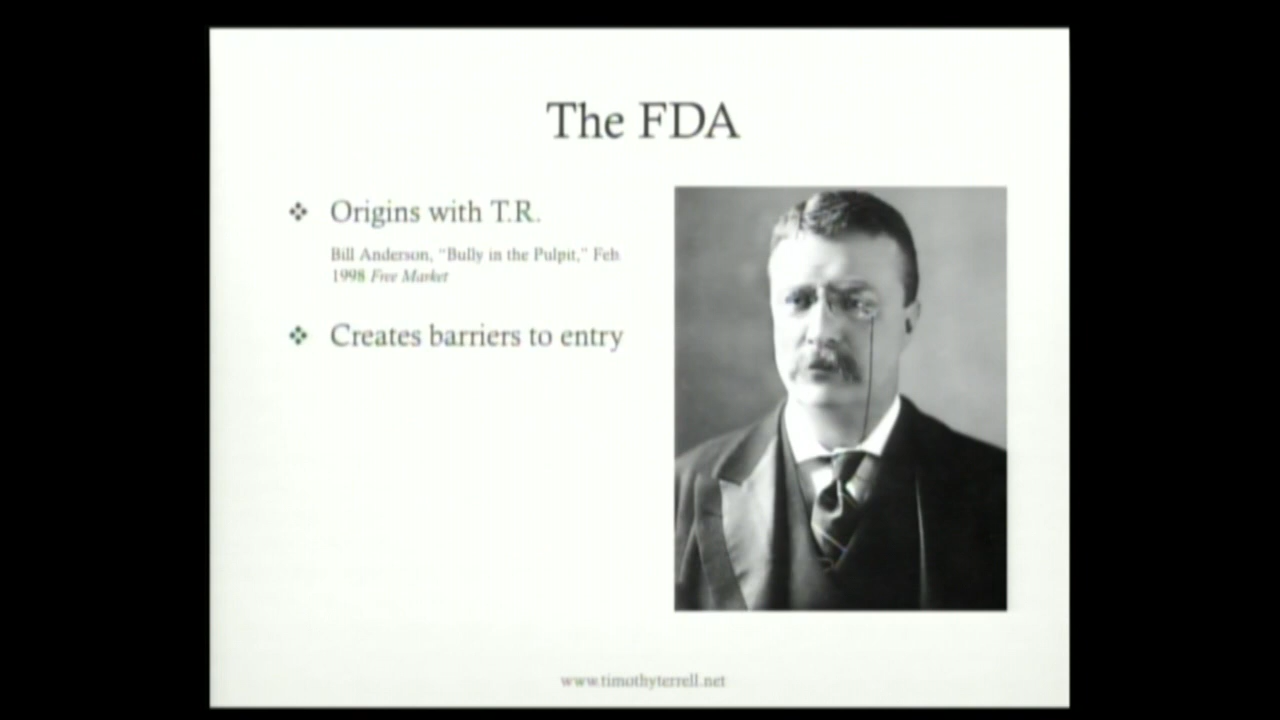 The FDA
Origins with T.R.
Bill Anderson, “Bully in the Pulpit,” Feb
1998 Free Market
Creates barriers to entry
www.timothyterrell.net